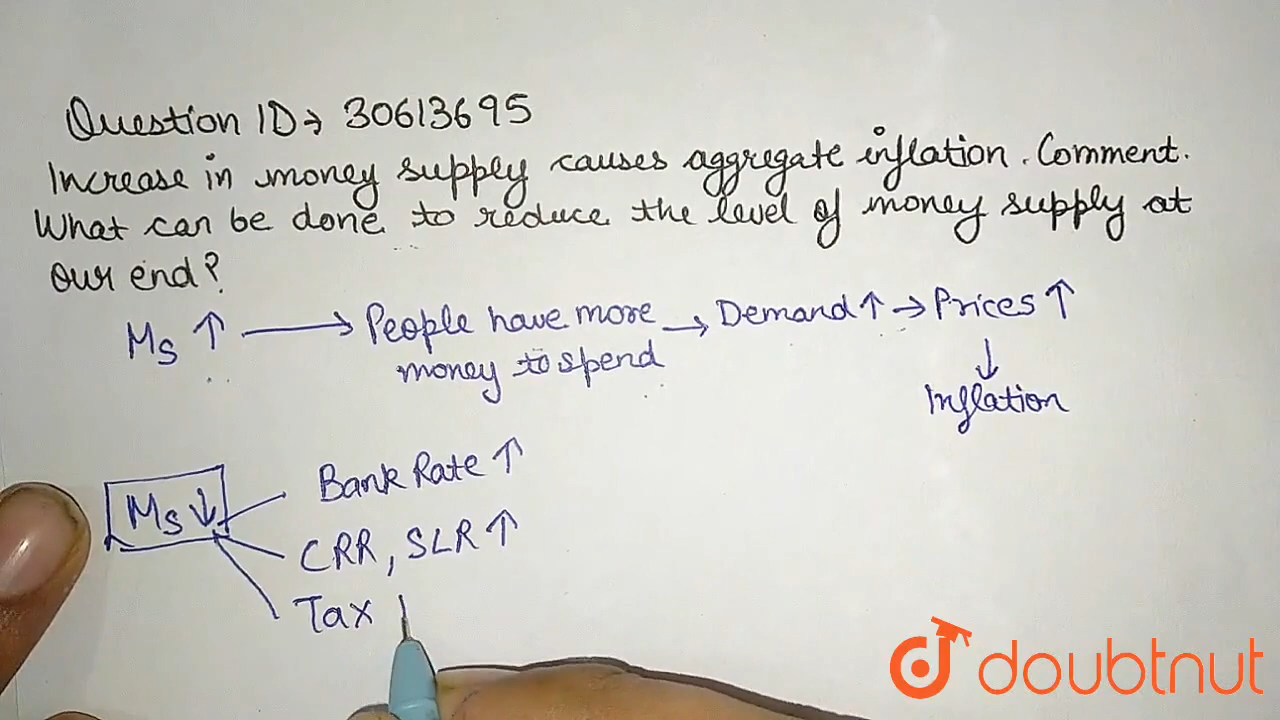 Question ID → 30613695
Increase in money supply causes aggregate inflation. Comment.
What can be done to reduce the level of money supply at
our end?
Ms ↑ → People have more money to spend → Demand ↑ → Prices ↑
↓
Inflation
Ms ↓
Bank Rate ↑
CRR, SLR ↑
Tax
doubtnut